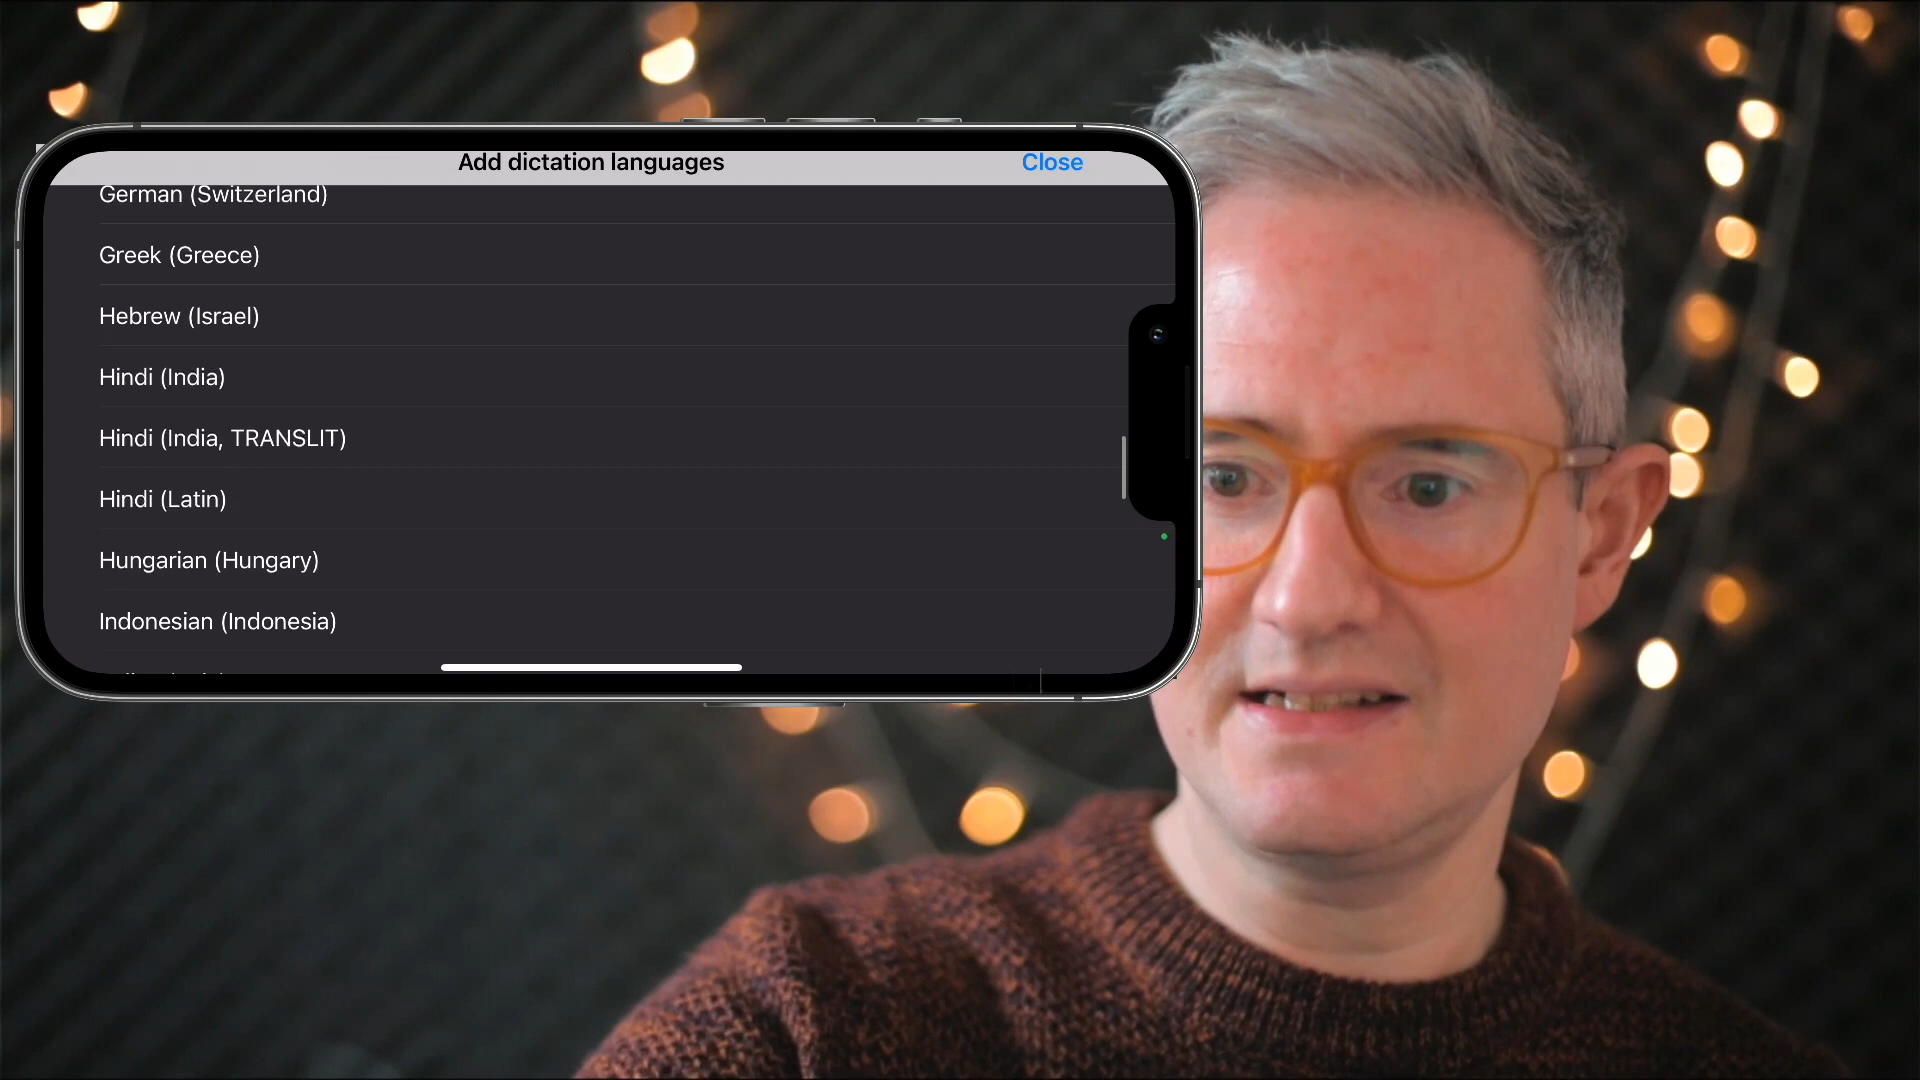 Add dictation languages
Close
German (Switzerland)
Greek (Greece)
Hebrew (Israel)
Hindi (India)
Hindi (India, TRANSLIT)
Hindi (Latin)
Hungarian (Hungary)
Indonesian (Indonesia)